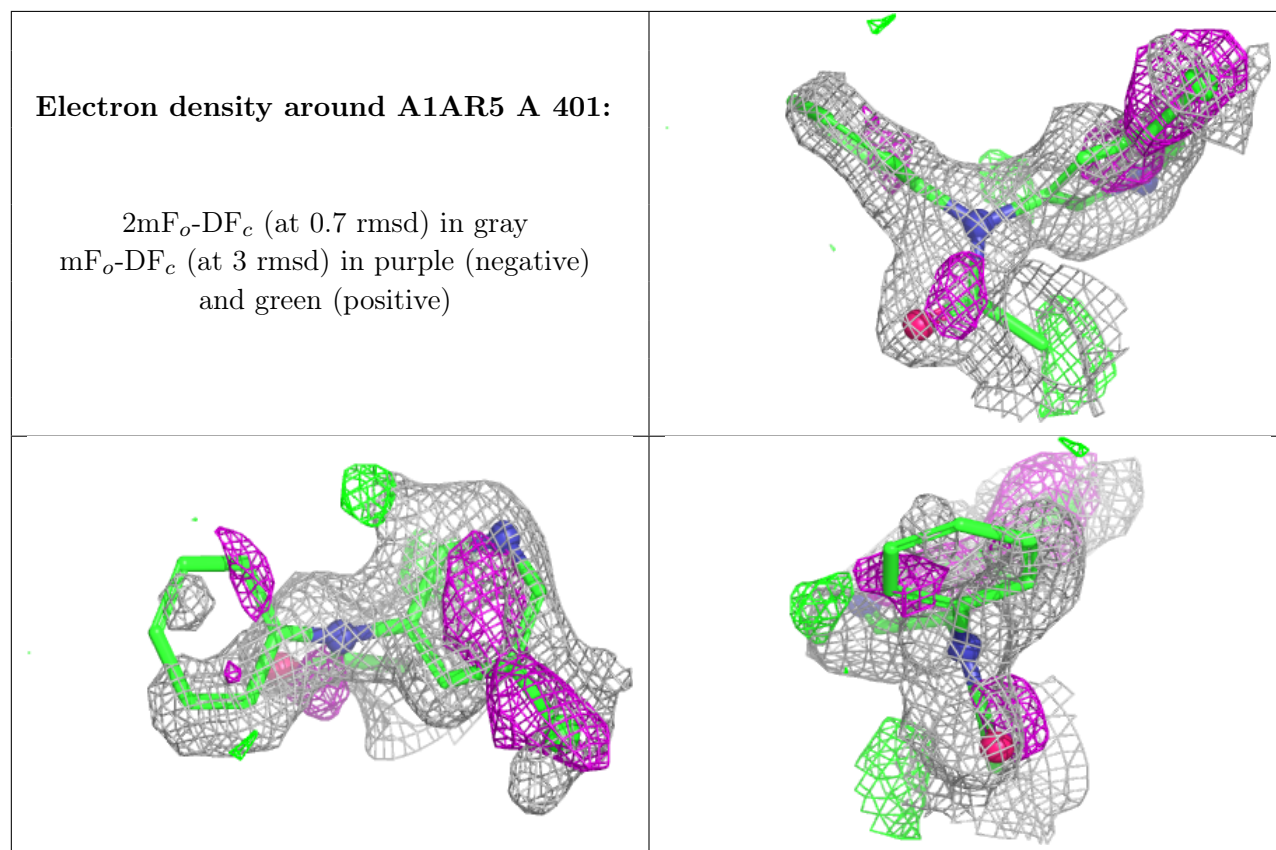 Electron density around A1AR5 A 401:
2mFₒ-DF𝒸 (at 0.7 rmsd) in gray
mFₒ-DF𝒸 (at 3 rmsd) in purple (negative)
and green (positive)